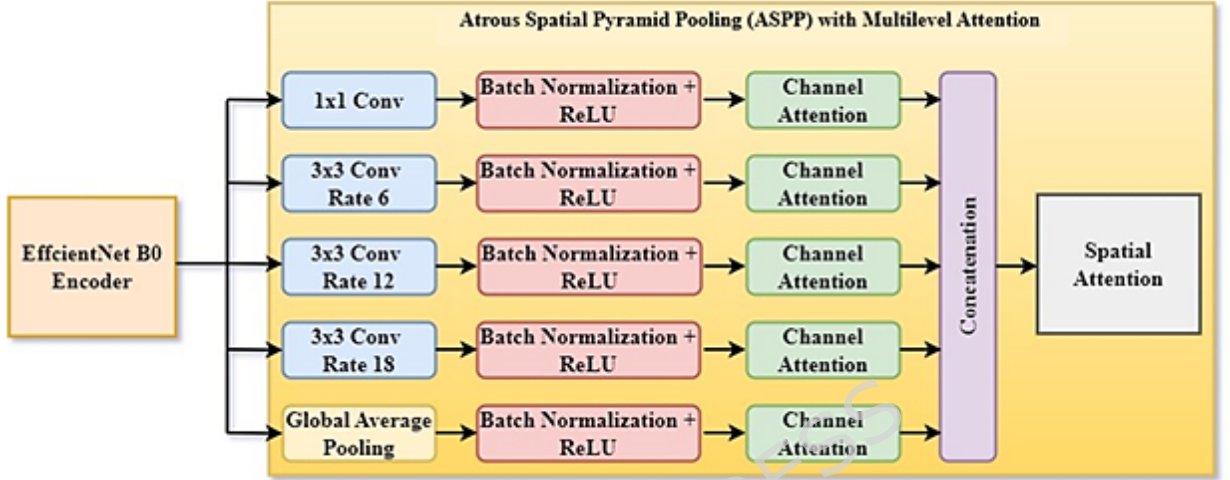 Atrous Spatial Pyramid Pooling (ASPP) with Multilevel Attention
1x1 Conv
Batch Normalization +
ReLU
Channel
Attention
3x3 Conv
Rate 6
Batch Normalization +
ReLU
Channel
Attention
EffcientNet B0
Encoder
3x3 Conv
Rate 12
Batch Normalization +
ReLU
Channel
Attention
Concatenation
Spatial
Attention
3x3 Conv
Rate 18
Batch Normalization +
ReLU
Channel
Attention
Global Average
Pooling
Batch Normalization +
ReLU
Channel
Attention
ESS